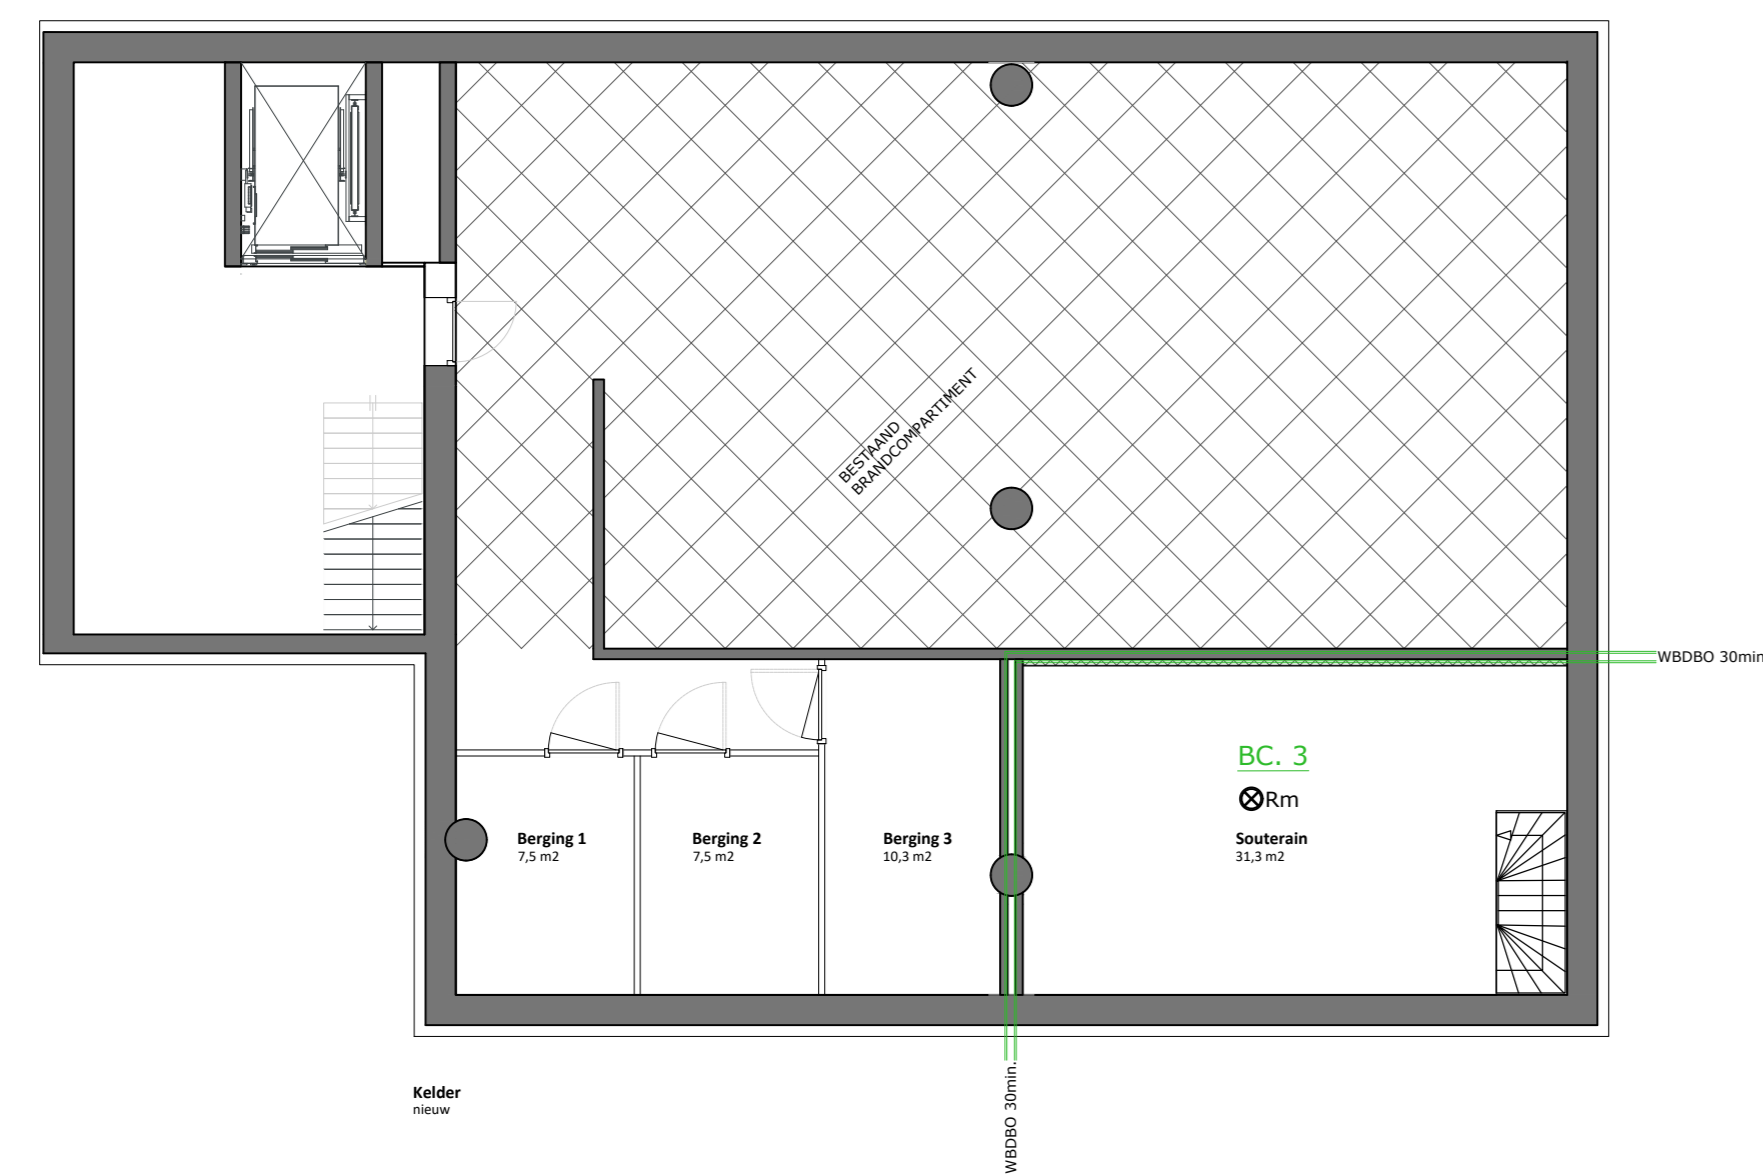 BESTAAND
BRANDCOMPARTIMENT
WBDBO 30min
BC. 3
Rm
Berging 1
7,5 m2
Berging 2
7,5 m2
Berging 3
10,3 m2
Souterain
31,3 m2
Kelder
nieuw
WBDBO 30min.